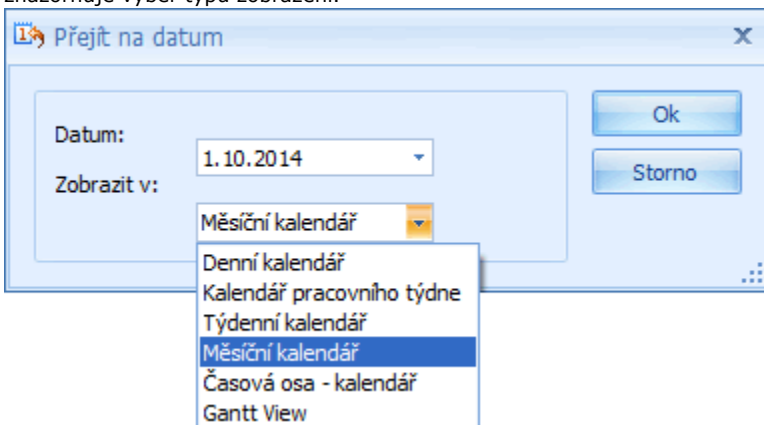 znázorňuje výběr typu zobrazení.
Přejít na datum
Datum:
1.10.2014
Ok
Zobrazit v:
Storno
Měsíční kalendář
Denní kalendář
Kalendář pracovního týdne
Týdenní kalendář
Měsíční kalendář
Časová osa - kalendář
Gantt View